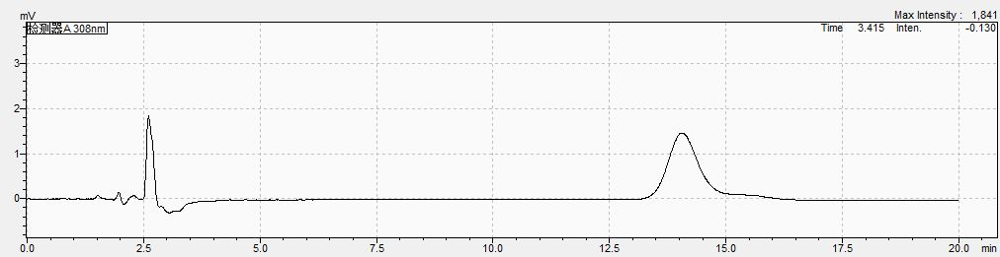 mV
Max Intensity : 1,841
检测器A 308nm
Time 3.415 Inten. -0.130
3
2
1
0
0.0 2.5 5.0 7.5 10.0 12.5 15.0 17.5 20.0 min